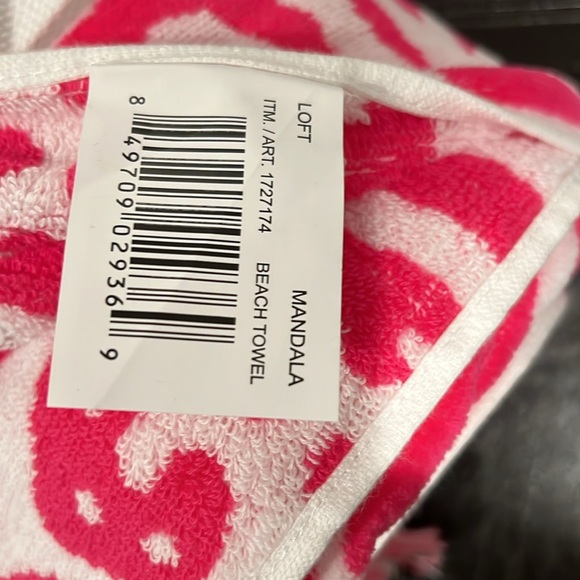 LOFT MANDALA
ITM. / ART. 1727174 BEACH TOWEL
8 49709 02936 9